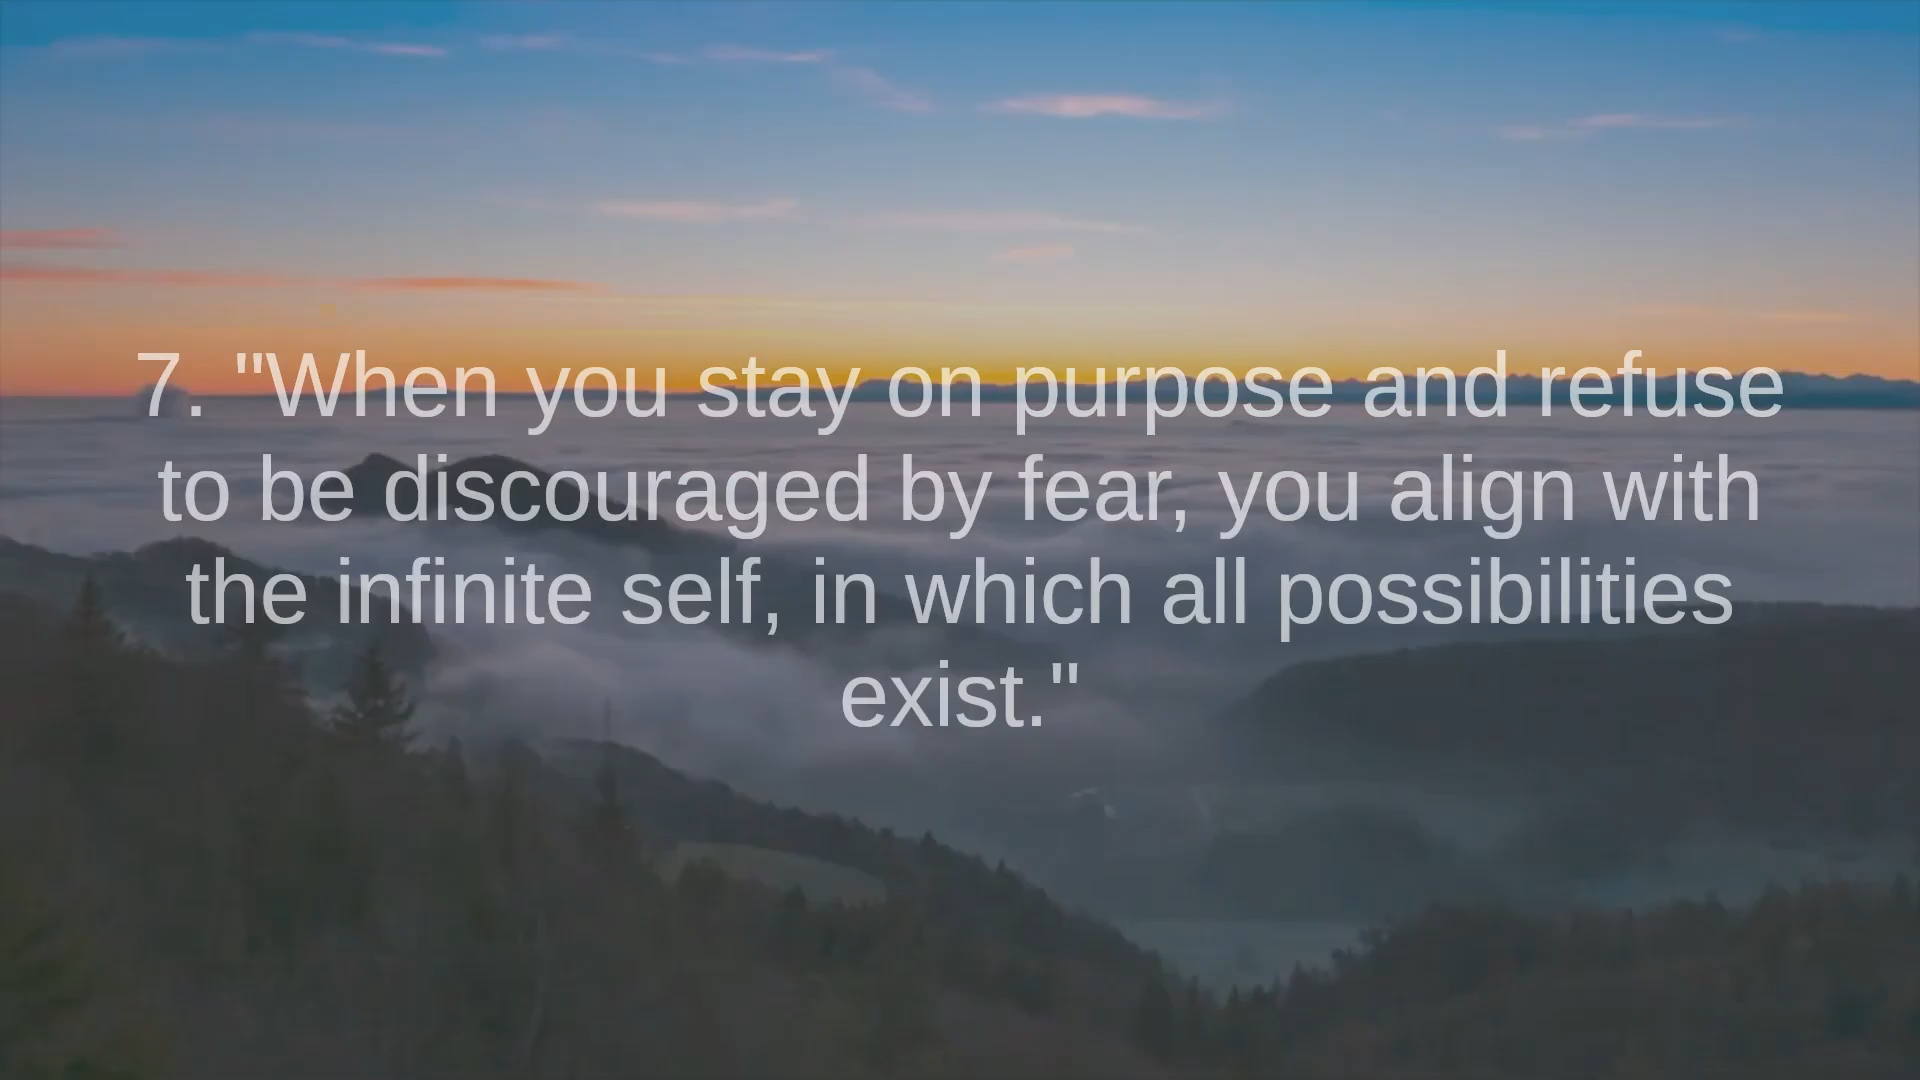 7. "When you stay on purpose and refuse
to be discouraged by fear, you align with
the infinite self, in which all possibilities
exist."